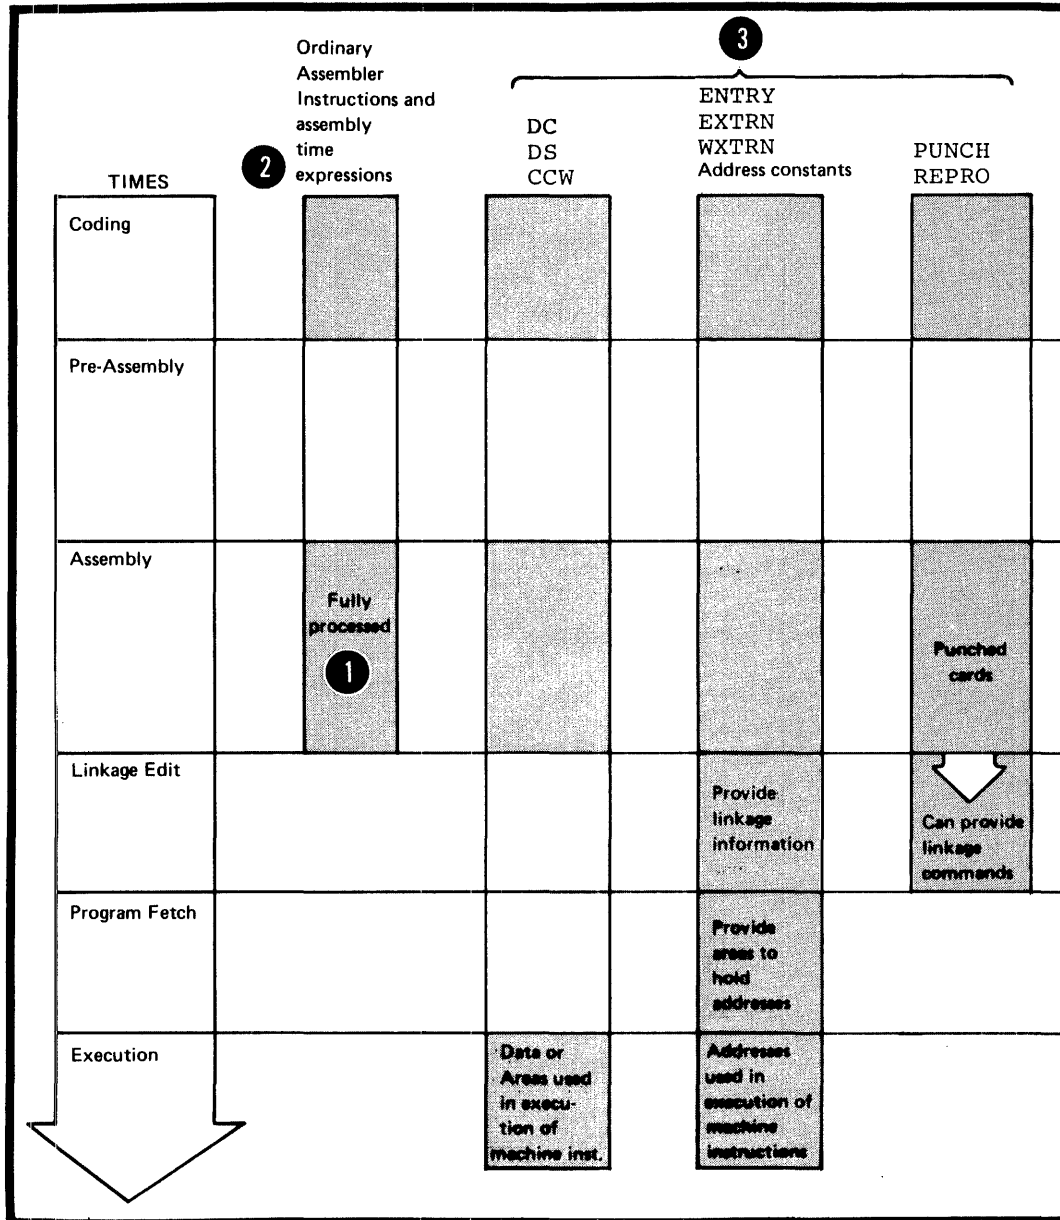 3
Ordinary
Assembler
Instructions and
assembly
time
expressions
2
DC
DS
CCW
ENTRY
EXTRN
WXTRN
Address constants
PUNCH
REPRO
TIMES
Coding
Pre-Assembly
Assembly
Fully
processed
1
Punched
cards
Linkage Edit
Provide
linkage
information
Can provide
linkage
commands
Program Fetch
Provide
areas to
hold
addresses
Execution
Data or
Areas used
in execu-
tion of
machine inst.
Addresses
used in
execution of
machine
instructions